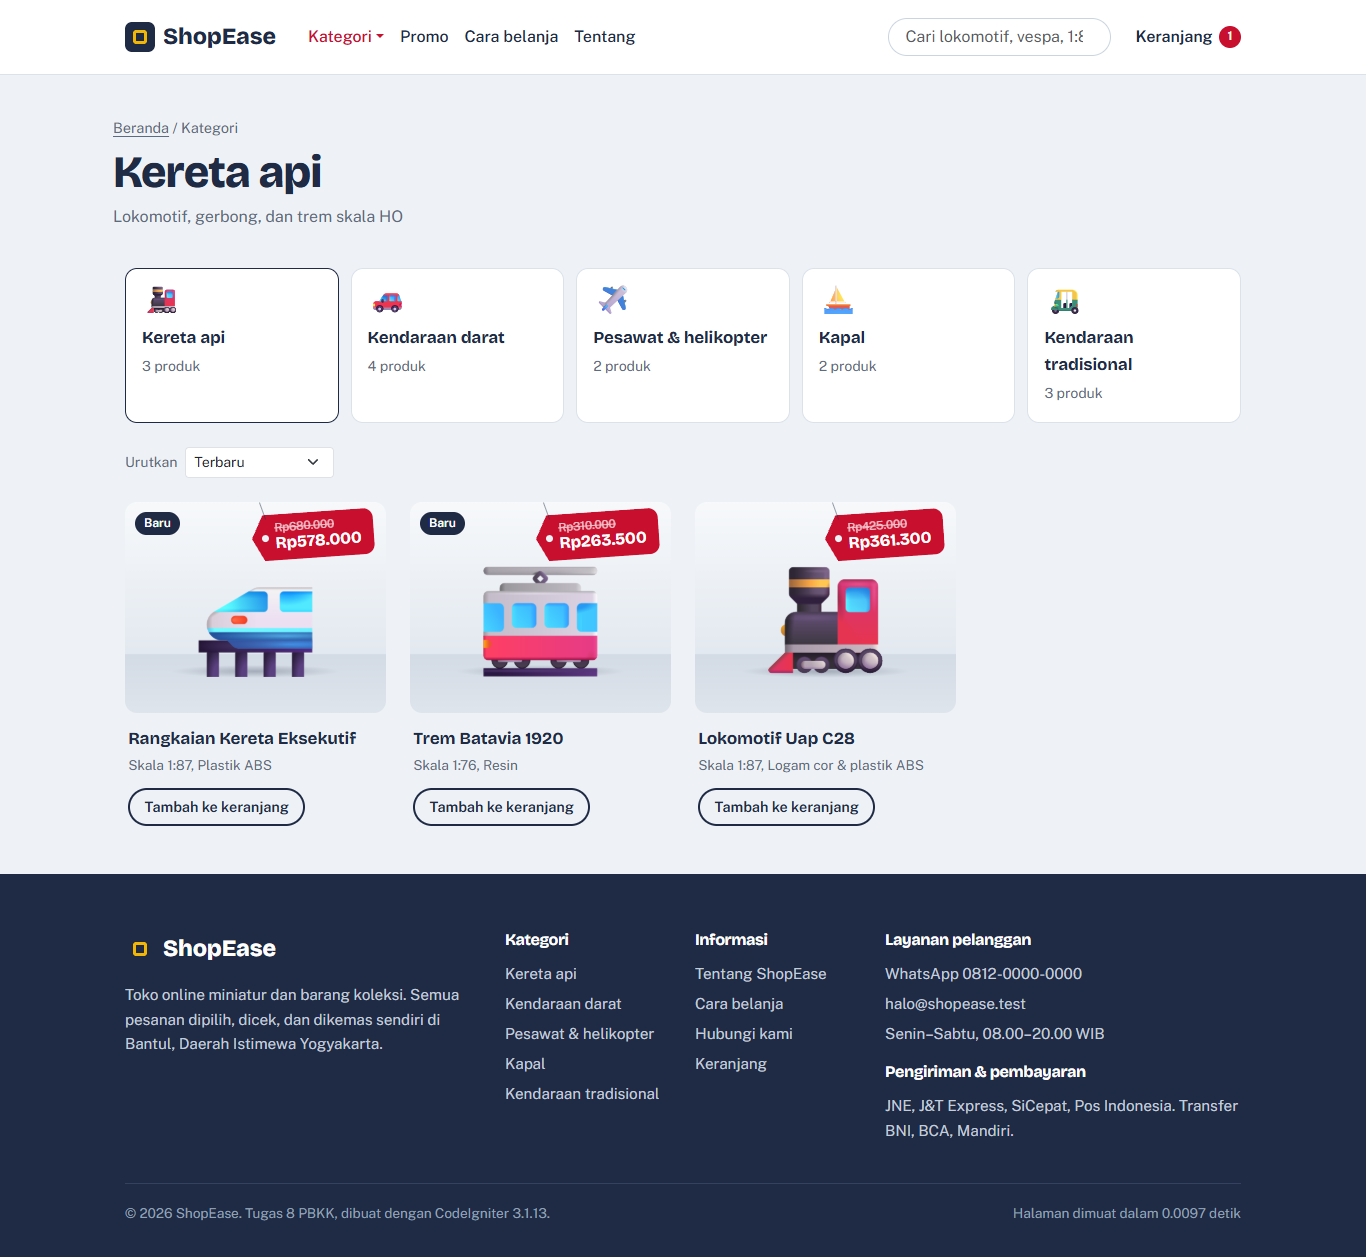 ShopEase
Kategori
Promo
Cara belanja
Tentang
Cari lokomotif, vespa, 1:8
Keranjang 1
Beranda / Kategori
Kereta api
Lokomotif, gerbong, dan trem skala HO
Kereta api
3 produk
Kendaraan darat
4 produk
Pesawat & helikopter
2 produk
Kapal
2 produk
Kendaraan
tradisional
3 produk
Urutkan
Terbaru
Baru
Rp680.000
Rp578.000
Rangkaian Kereta Eksekutif
Skala 1:87, Plastik ABS
Tambah ke keranjang
Baru
Rp310.000
Rp263.500
Trem Batavia 1920
Skala 1:76, Resin
Tambah ke keranjang
Rp425.000
Rp361.300
Lokomotif Uap C28
Skala 1:87, Logam cor & plastik ABS
Tambah ke keranjang
ShopEase
Toko online miniatur dan barang koleksi. Semua
pesanan dipilih, dicek, dan dikemas sendiri di
Bantul, Daerah Istimewa Yogyakarta.
Kategori
Kereta api
Kendaraan darat
Pesawat & helikopter
Kapal
Kendaraan tradisional
Informasi
Tentang ShopEase
Cara belanja
Hubungi kami
Keranjang
Layanan pelanggan
WhatsApp 0812-0000-0000
halo@shopease.test
Senin–Sabtu, 08.00–20.00 WIB
Pengiriman & pembayaran
JNE, J&T Express, SiCepat, Pos Indonesia. Transfer
BNI, BCA, Mandiri.
© 2026 ShopEase. Tugas 8 PBKK, dibuat dengan CodeIgniter 3.1.13.
Halaman dimuat dalam 0.0097 detik